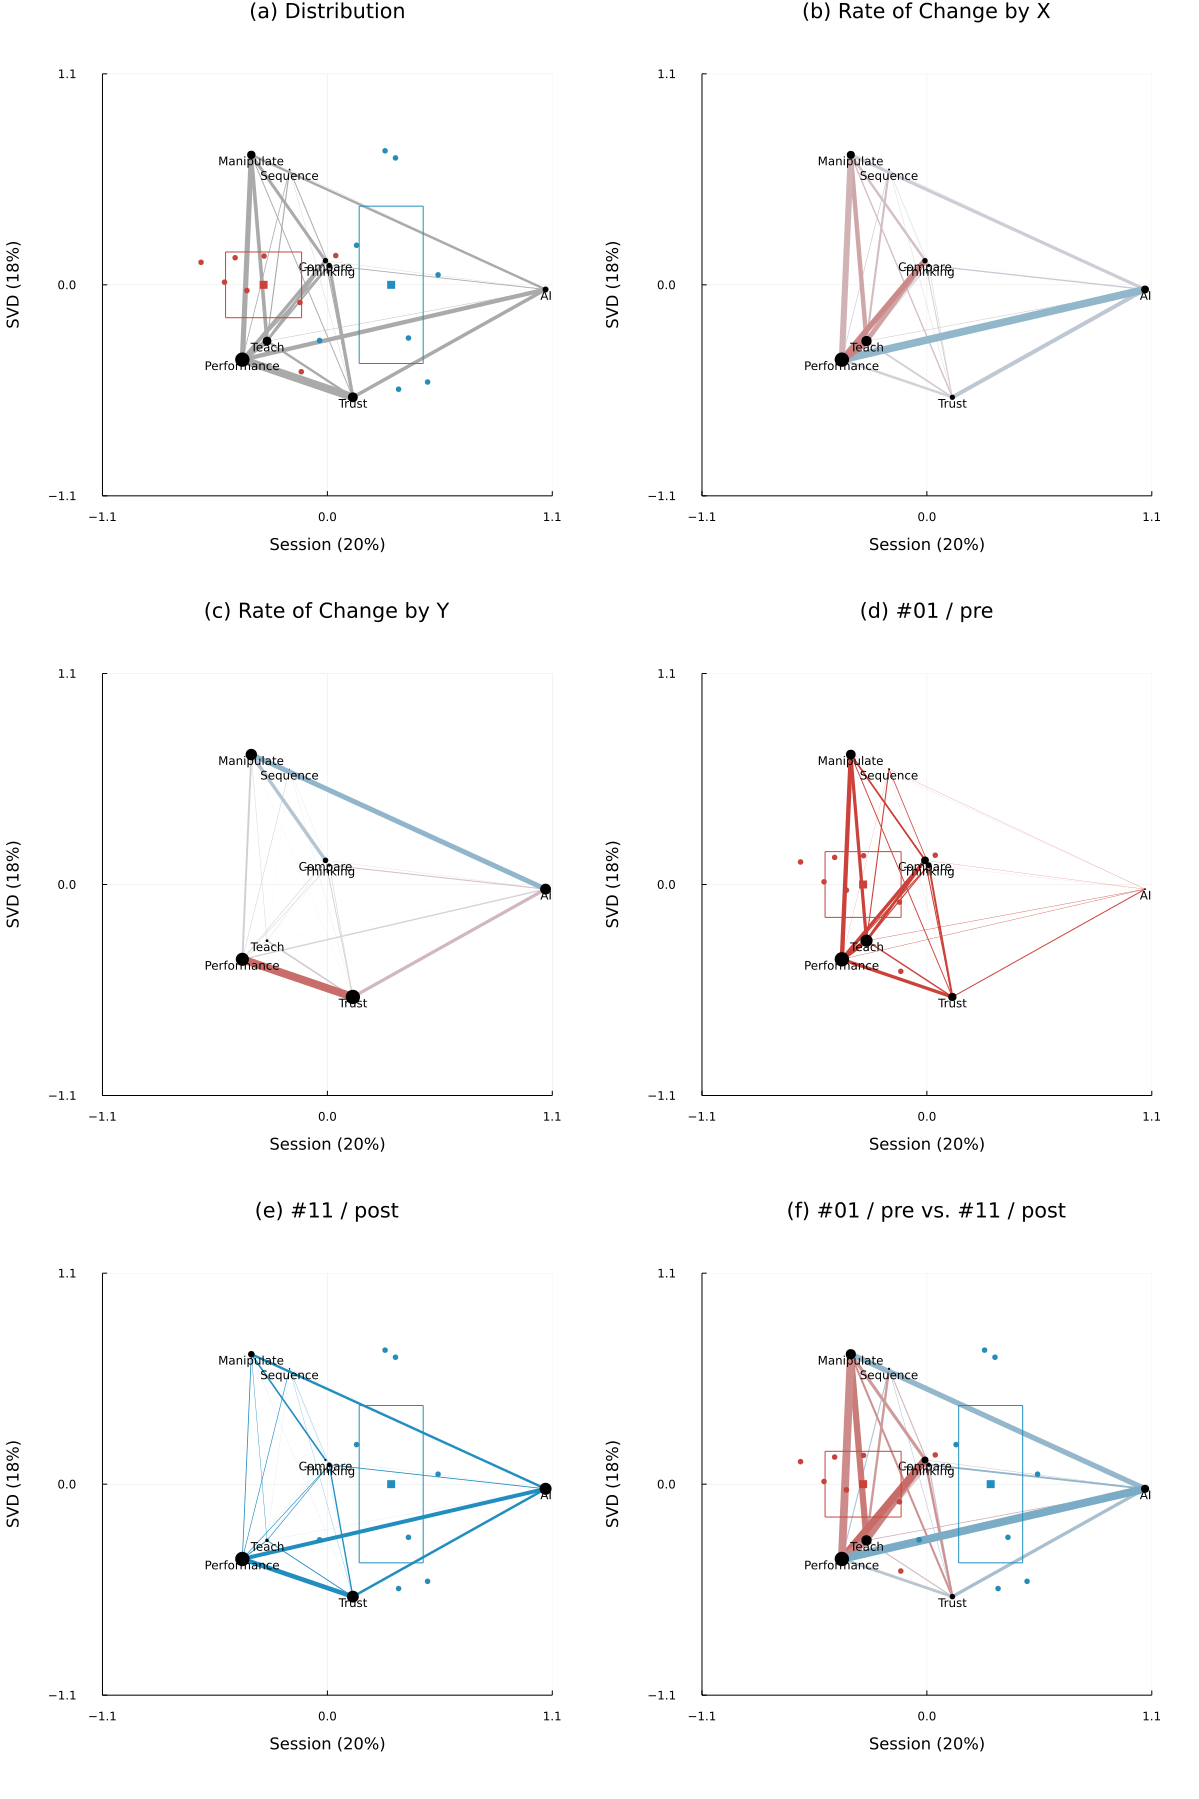 (a) Distribution
(b) Rate of Change by X
1.1
1.1
Manipulate
Manipulate
Sequence
Sequence
Compare
Compare
Thinking
Thinking
SVD (18%)
0.0
AI
SVD (18%)
0.0
AI
Teach
Teach
Performance
Performance
Trust
Trust
−1.1
−1.1
−1.1
0.0
1.1
−1.1
0.0
1.1
Session (20%)
Session (20%)
(c) Rate of Change by Y
(d) #01 / pre
1.1
1.1
Manipulate
Manipulate
Sequence
Sequence
Compare
Compare
Thinking
Thinking
SVD (18%)
0.0
AI
SVD (18%)
0.0
AI
Teach
Teach
Performance
Performance
Trust
Trust
−1.1
−1.1
−1.1
0.0
1.1
−1.1
0.0
1.1
Session (20%)
Session (20%)
(e) #11 / post
(f) #01 / pre vs. #11 / post
1.1
1.1
Manipulate
Manipulate
Sequence
Sequence
Compare
Compare
Thinking
Thinking
SVD (18%)
0.0
AI
SVD (18%)
0.0
AI
Teach
Teach
Performance
Performance
Trust
Trust
−1.1
−1.1
−1.1
0.0
1.1
−1.1
0.0
1.1
Session (20%)
Session (20%)